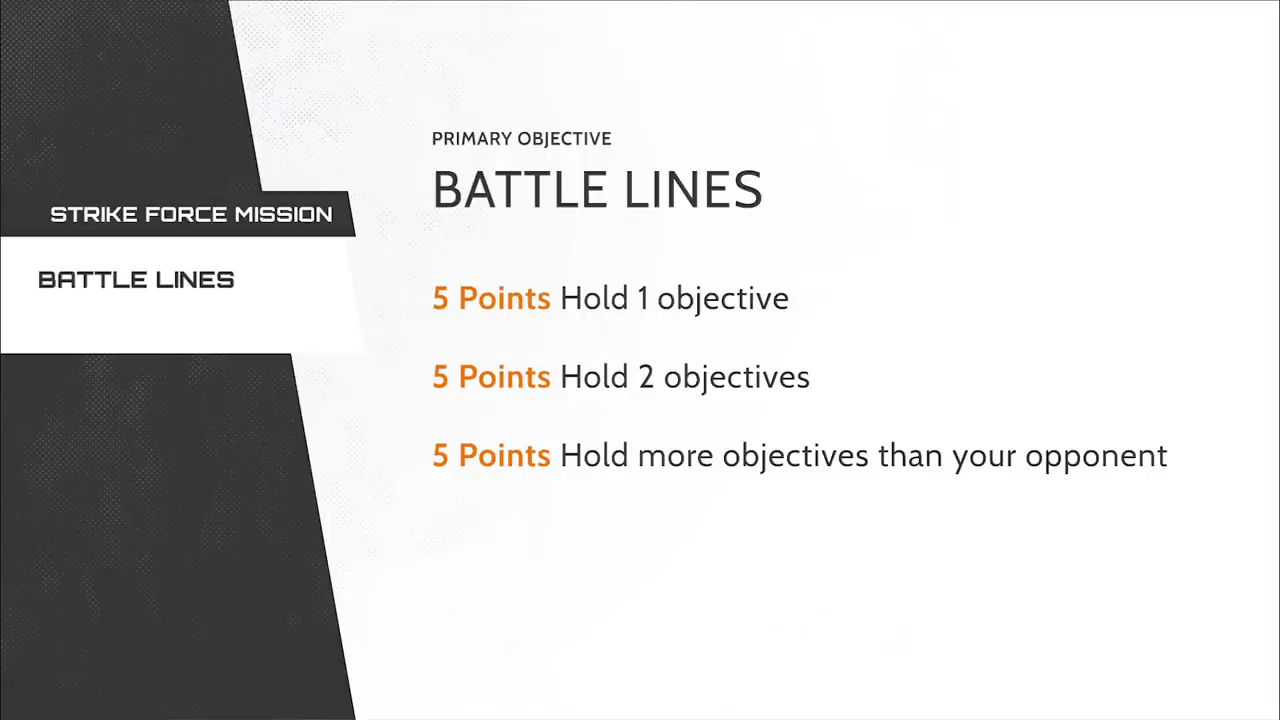 STRIKE FORCE MISSION
BATTLE LINES
PRIMARY OBJECTIVE
BATTLE LINES
5 Points Hold 1 objective
5 Points Hold 2 objectives
5 Points Hold more objectives than your opponent